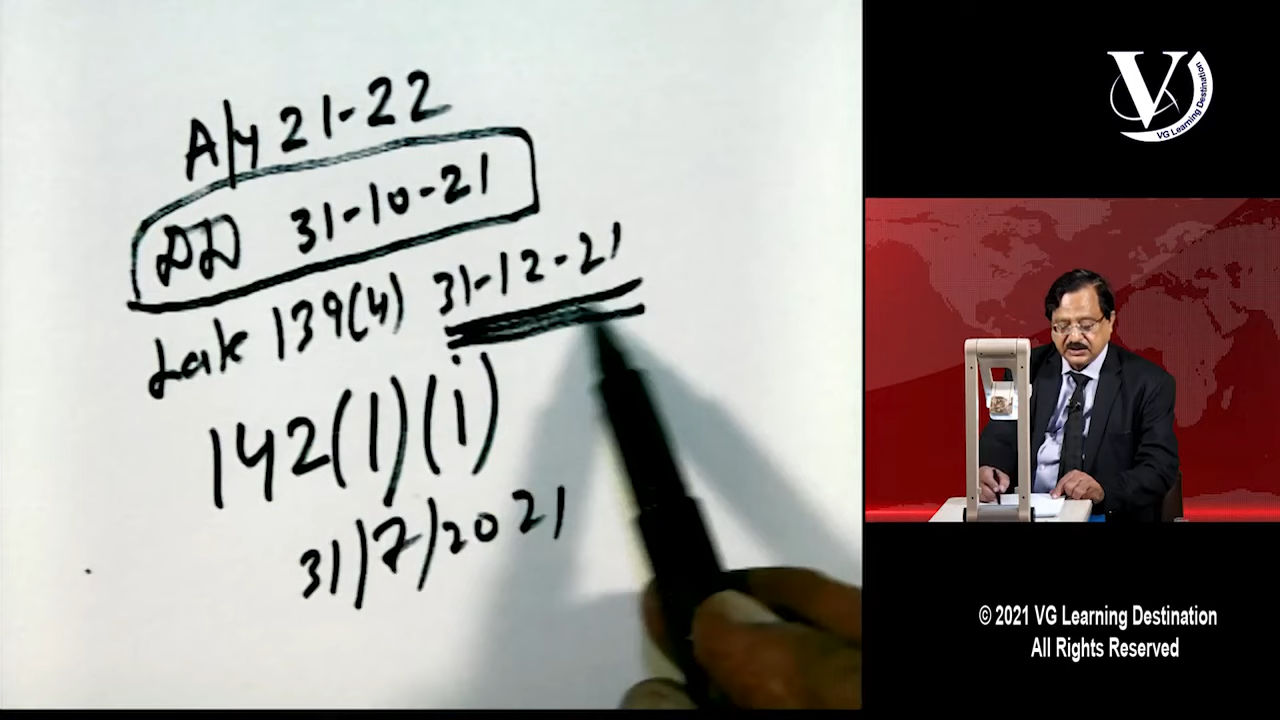 A/y 21-22
DD 31-10-21
Late 139(4) 31-12-21
142(1)(i)
31/7/2021
V
VG Learning Destination
© 2021 VG Learning Destination
All Rights Reserved